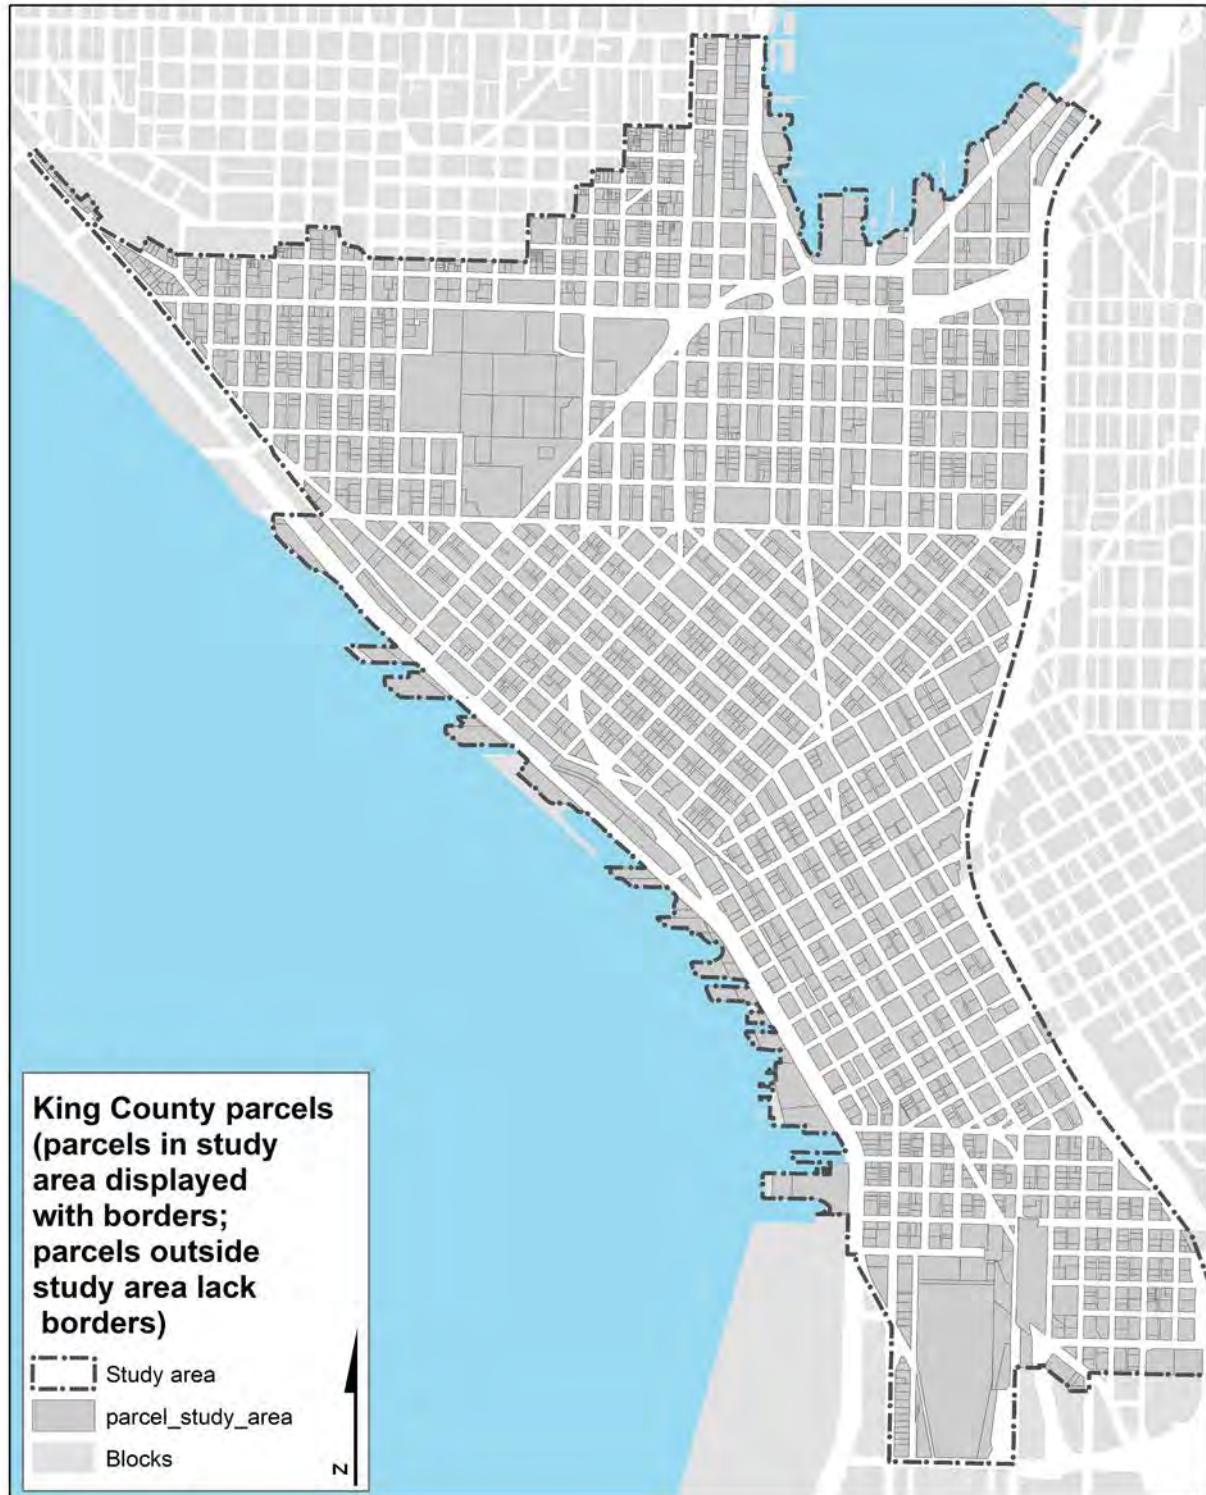 King County parcels
(parcels in study
area displayed
with borders;
parcels outside
study area lack
borders)
Study area
parcel_study_area
Blocks
N